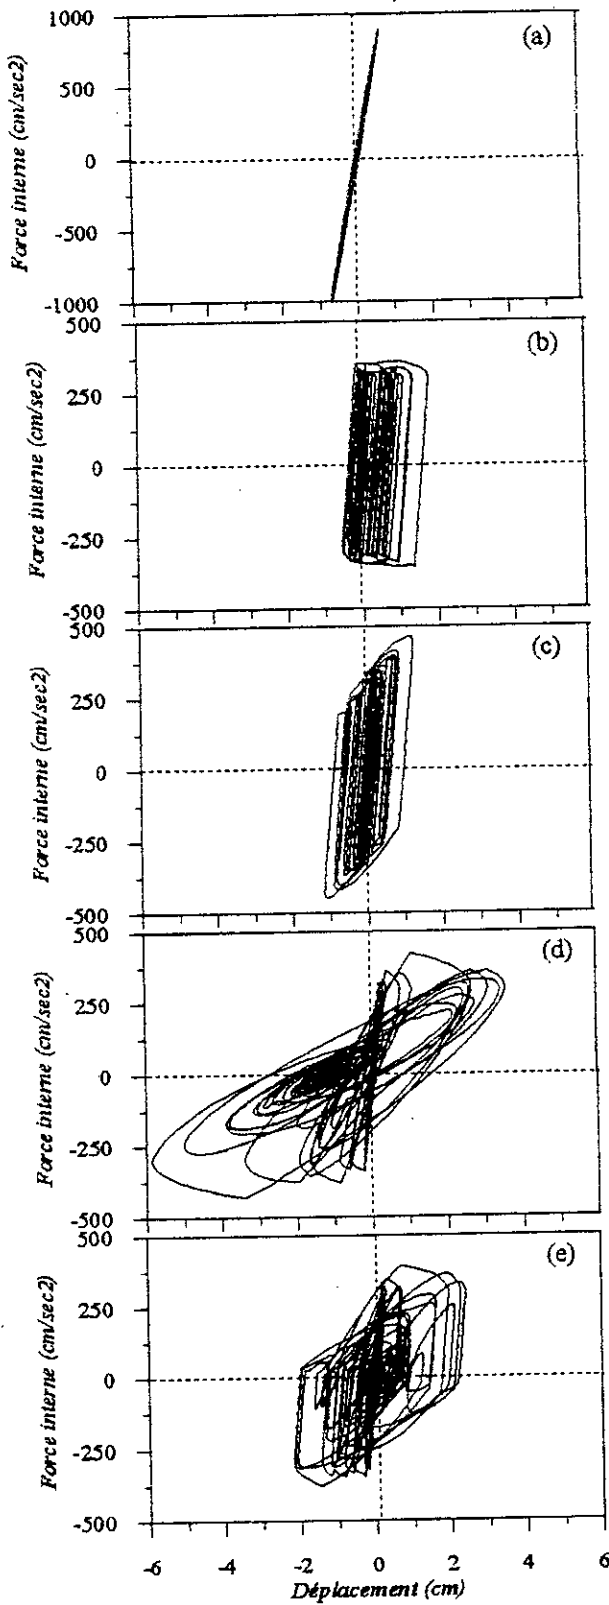 1000
(a)
500
0
-500
-1000
Force interne (cm/sec2)
500
(b)
250
0
-250
-500
Force interne (cm/sec2)
500
(c)
250
0
-250
-500
Force interne (cm/sec2)
500
(d)
250
0
-250
-500
Force interne (cm/sec2)
500
(e)
250
0
-250
-500
Force interne (cm/sec2)
-6 -4 -2 0 2 4 6
Déplacement (cm)